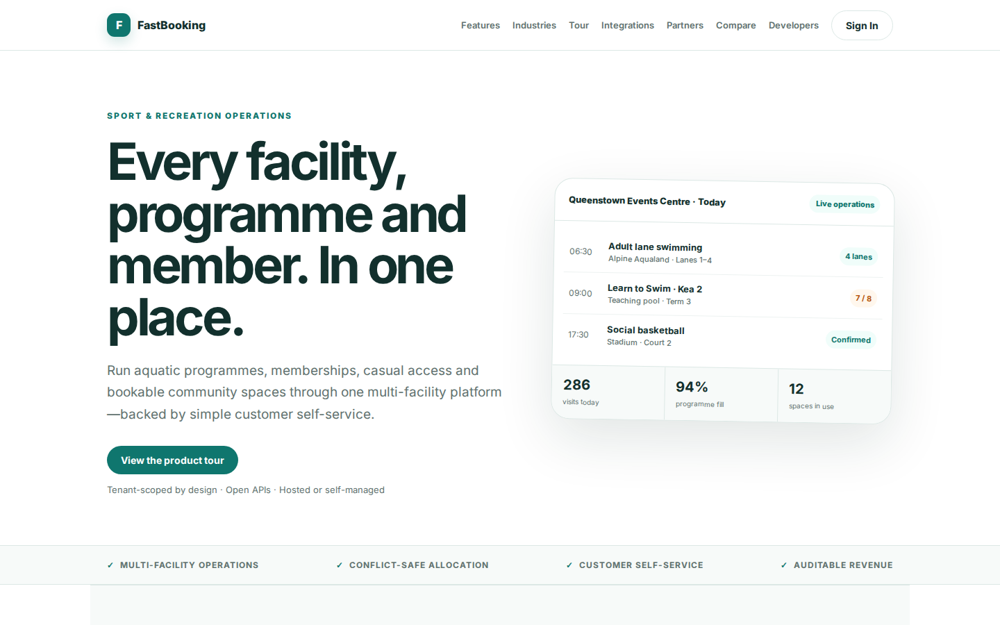 F FastBooking
Features Industries Tour Integrations Partners Compare Developers Sign In
SPORT & RECREATION OPERATIONS
Every facility,
programme and
member. In one
place.
Run aquatic programmes, memberships, casual access and
bookable community spaces through one multi-facility platform
—backed by simple customer self-service.
View the product tour
Tenant-scoped by design · Open APIs · Hosted or self-managed
Queenstown Events Centre · Today
Live operations
06:30
Adult lane swimming
Alpine Aqualand · Lanes 1–4
4 lanes
09:00
Learn to Swim · Kea 2
Teaching pool · Term 3
7 / 8
17:30
Social basketball
Stadium · Court 2
Confirmed
286
visits today
94%
programme fill
12
spaces in use
✓ MULTI-FACILITY OPERATIONS
✓ CONFLICT-SAFE ALLOCATION
✓ CUSTOMER SELF-SERVICE
✓ AUDITABLE REVENUE